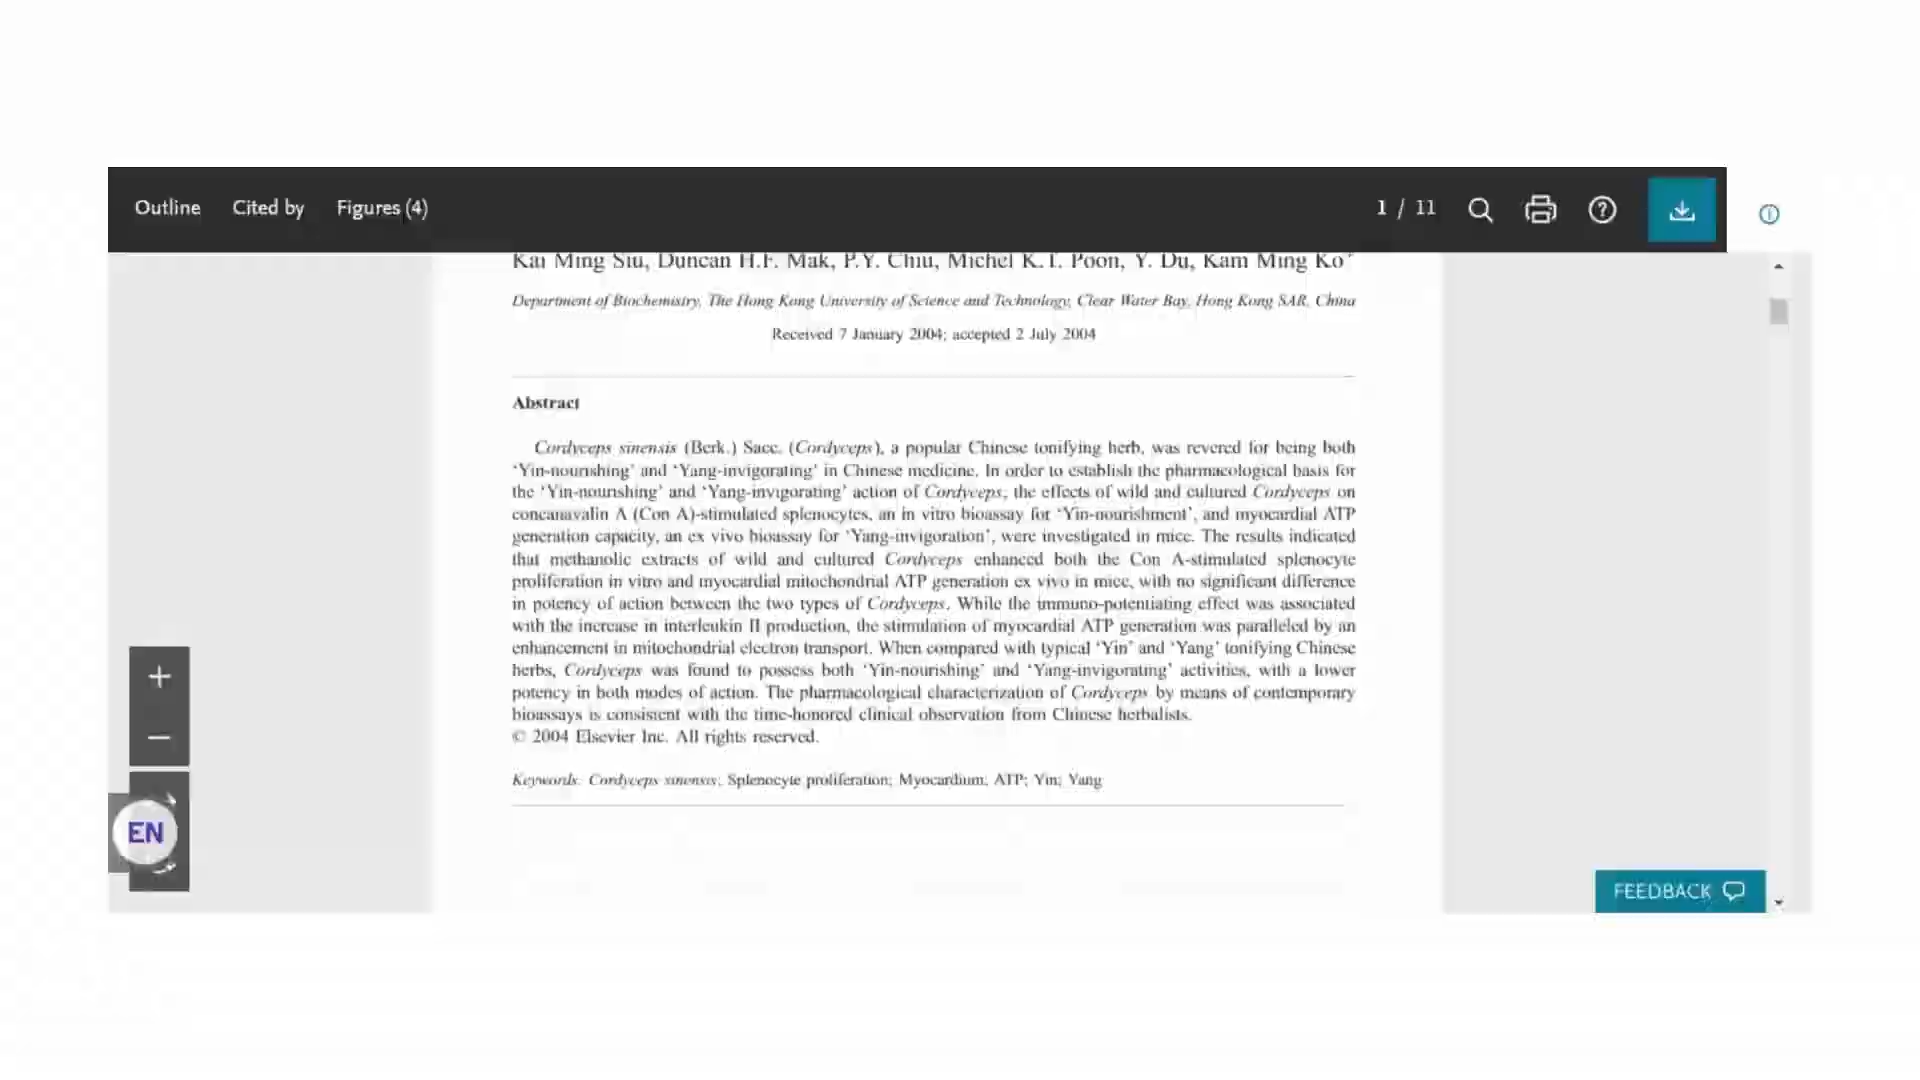 Outline Cited by Figures (4) 1 / 11
Kai Ming Siu, Duncan H.F. Mak, P.Y. Chiu, Michel K.T. Poon, Y. Du, Kam Ming Ko*
Department of Biochemistry, The Hong Kong University of Science and Technology, Clear Water Bay, Hong Kong SAR, China
Received 7 January 2004; accepted 2 July 2004
Abstract
Cordyceps sinensis (Berk.) Sacc. (Cordyceps), a popular Chinese tonifying herb, was revered for being both
‘Yin-nourishing’ and ‘Yang-invigorating’ in Chinese medicine. In order to establish the pharmacological basis for
the ‘Yin-nourishing’ and ‘Yang-invigorating’ action of Cordyceps, the effects of wild and cultured Cordyceps on
concanavalin A (Con A)-stimulated splenocytes, an in vitro bioassay for ‘Yin-nourishment’, and myocardial ATP
generation capacity, an ex vivo bioassay for ‘Yang-invigoration’, were investigated in mice. The results indicated
that methanolic extracts of wild and cultured Cordyceps enhanced both the Con A-stimulated splenocyte
proliferation in vitro and myocardial mitochondrial ATP generation ex vivo in mice, with no significant difference
in potency of action between the two types of Cordyceps. While the immuno-potentiating effect was associated
with the increase in interleukin II production, the stimulation of myocardial ATP generation was paralleled by an
enhancement in mitochondrial electron transport. When compared with typical ‘Yin’ and ‘Yang’ tonifying Chinese
herbs, Cordyceps was found to possess both ‘Yin-nourishing’ and ‘Yang-invigorating’ activities, with a lower
potency in both modes of action. The pharmacological characterization of Cordyceps by means of contemporary
bioassays is consistent with the time-honored clinical observation from Chinese herbalists.
© 2004 Elsevier Inc. All rights reserved.
Keywords: Cordyceps sinensis; Splenocyte proliferation; Myocardium; ATP; Yin; Yang
EN
FEEDBACK